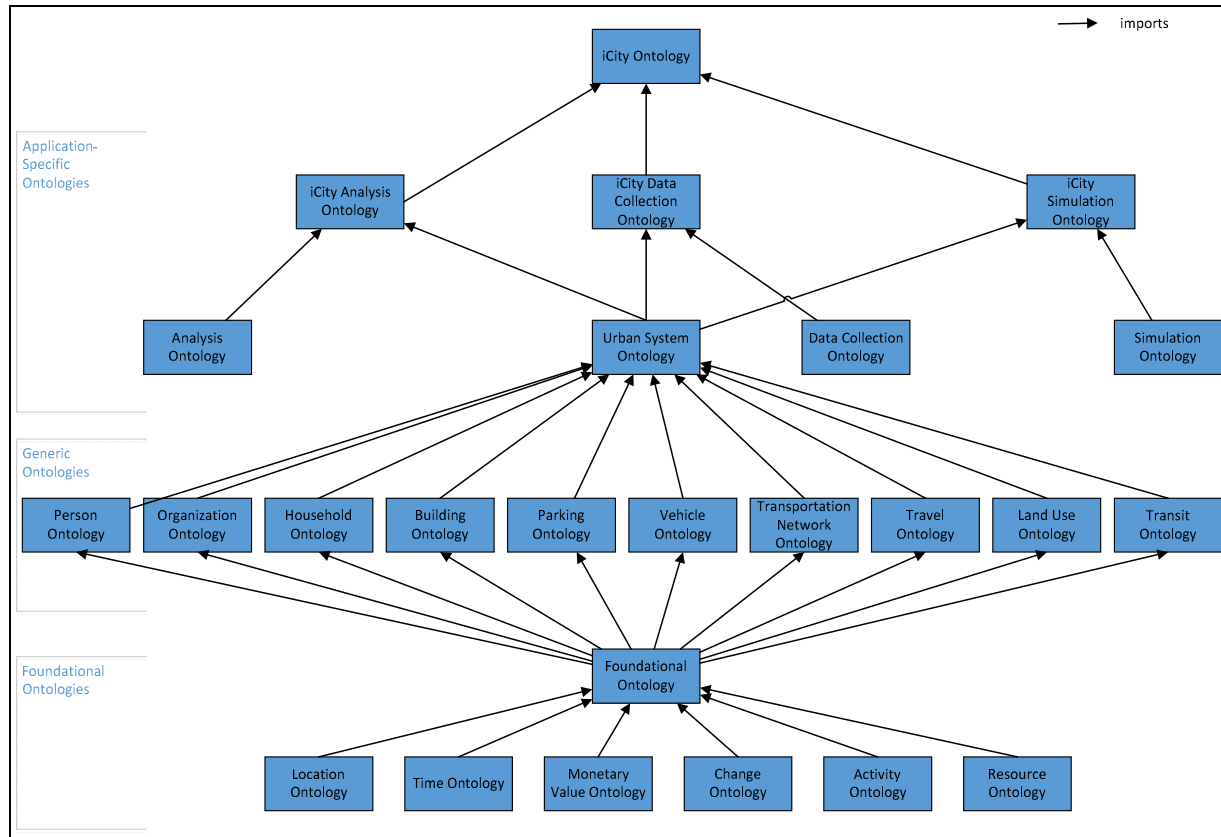 imports
iCity Ontology
Application-
Specific
Ontologies
iCity Analysis
Ontology
iCity Data
Collection
Ontology
iCity
Simulation
Ontology
Analysis
Ontology
Urban System
Ontology
Data Collection
Ontology
Simulation
Ontology
Generic
Ontologies
Person
Ontology
Organization
Ontology
Household
Ontology
Building
Ontology
Parking
Ontology
Vehicle
Ontology
Transportation
Network
Ontology
Travel
Ontology
Land Use
Ontology
Transit
Ontology
Foundational
Ontologies
Foundational
Ontology
Location
Ontology
Time Ontology
Monetary
Value Ontology
Change
Ontology
Activity
Ontology
Resource
Ontology